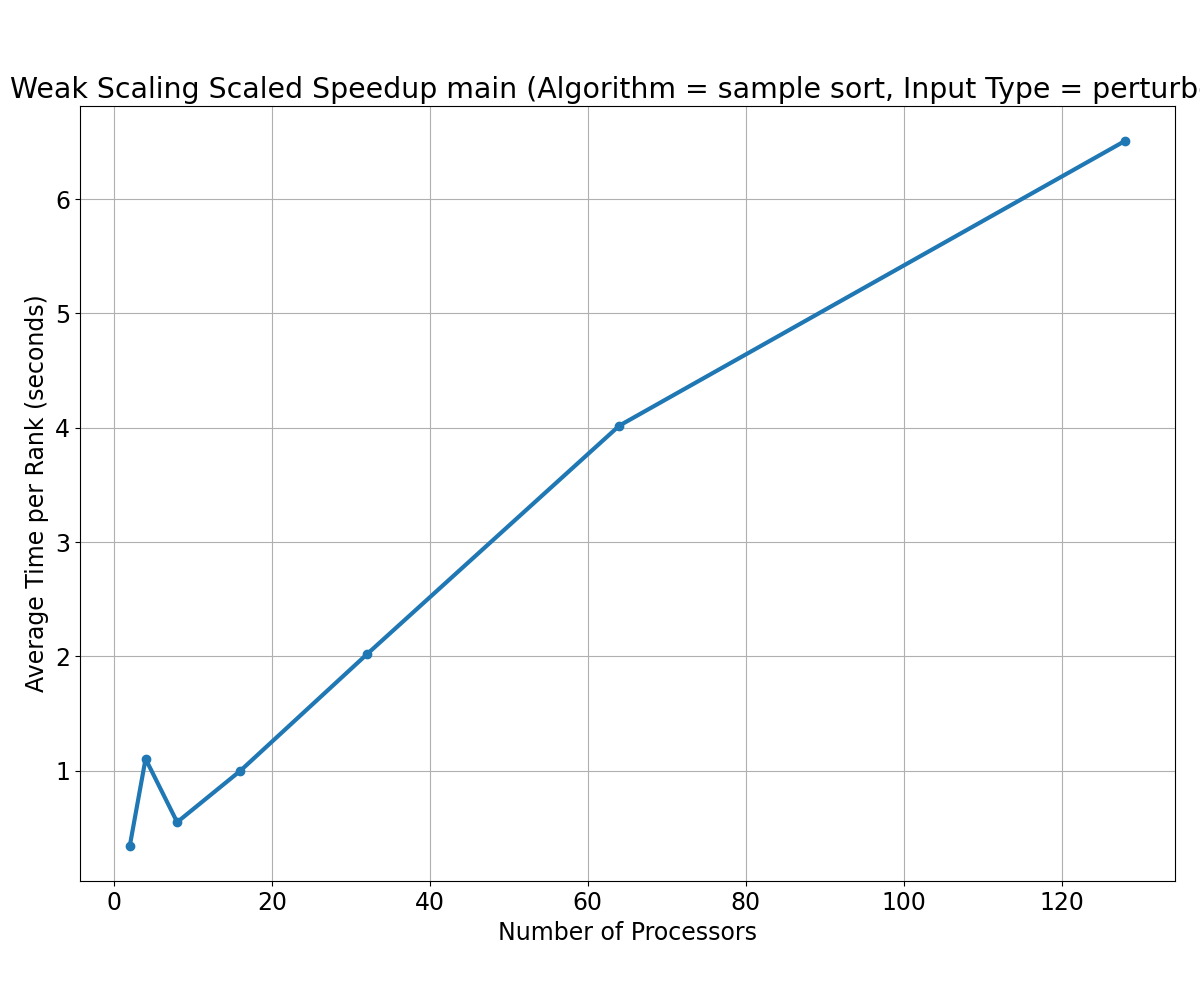 Weak Scaling Scaled Speedup main (Algorithm = sample sort, Input Type =
Average Time per Rank (seconds)
6
5
4
3
2
1
0 20 40 60 80 100 120
Number of Processors